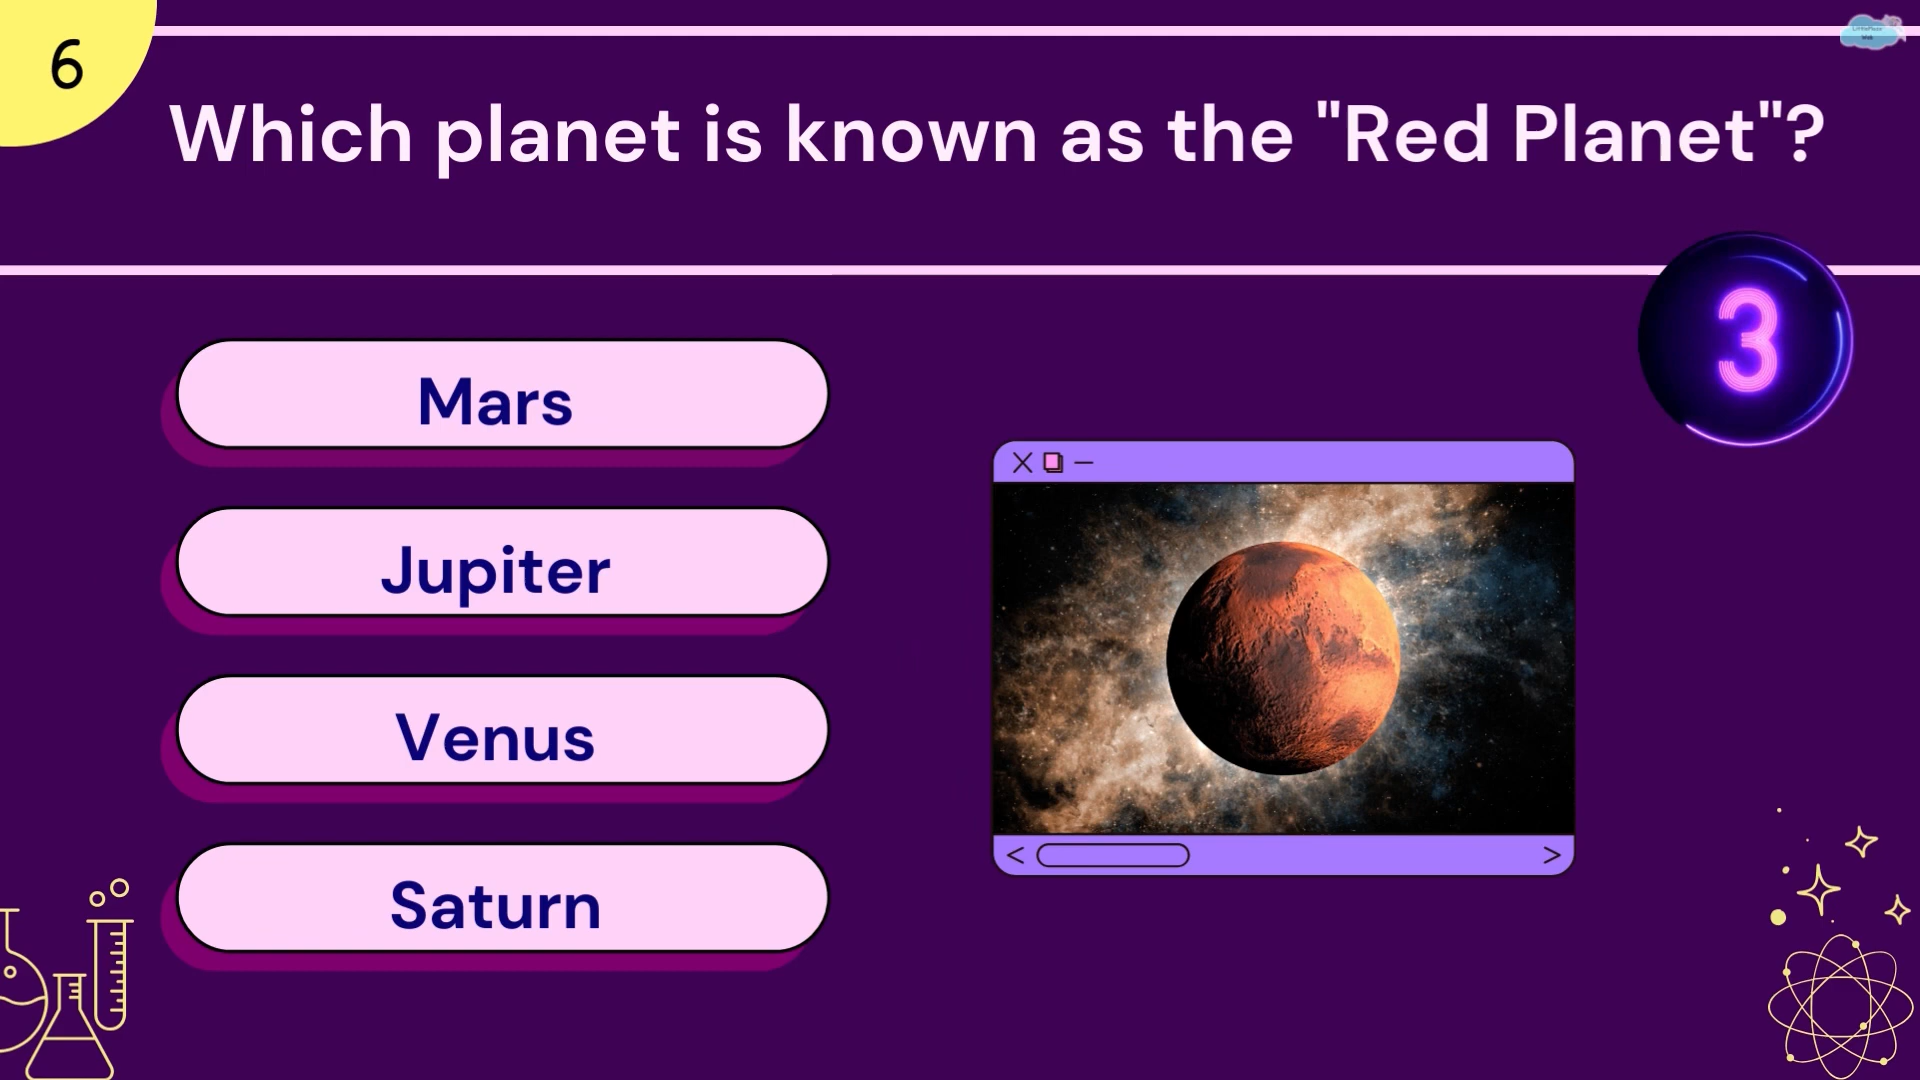 6
Which planet is known as the "Red Planet"?
3
Mars
Jupiter
Venus
Saturn